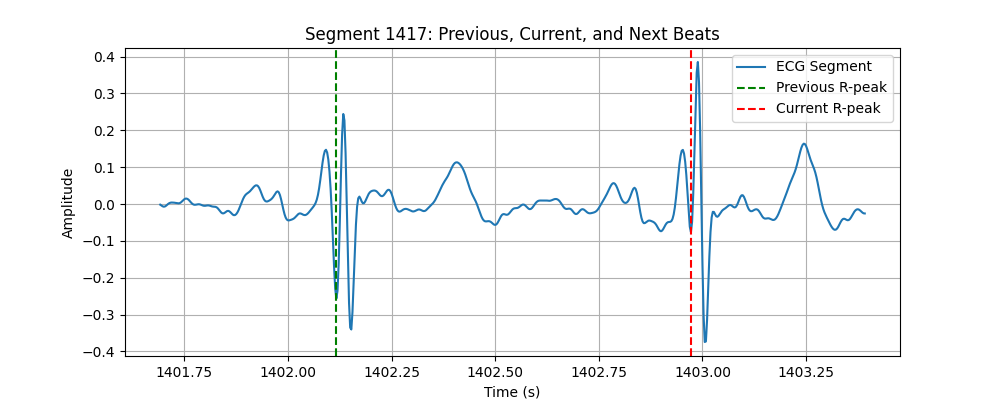 Segment 1417: Previous, Current, and Next Beats
ECG Segment
Previous R-peak
Current R-peak
Amplitude
0.4
0.3
0.2
0.1
0.0
−0.1
−0.2
−0.3
−0.4
1401.75 1402.00 1402.25 1402.50 1402.75 1403.00 1403.25
Time (s)